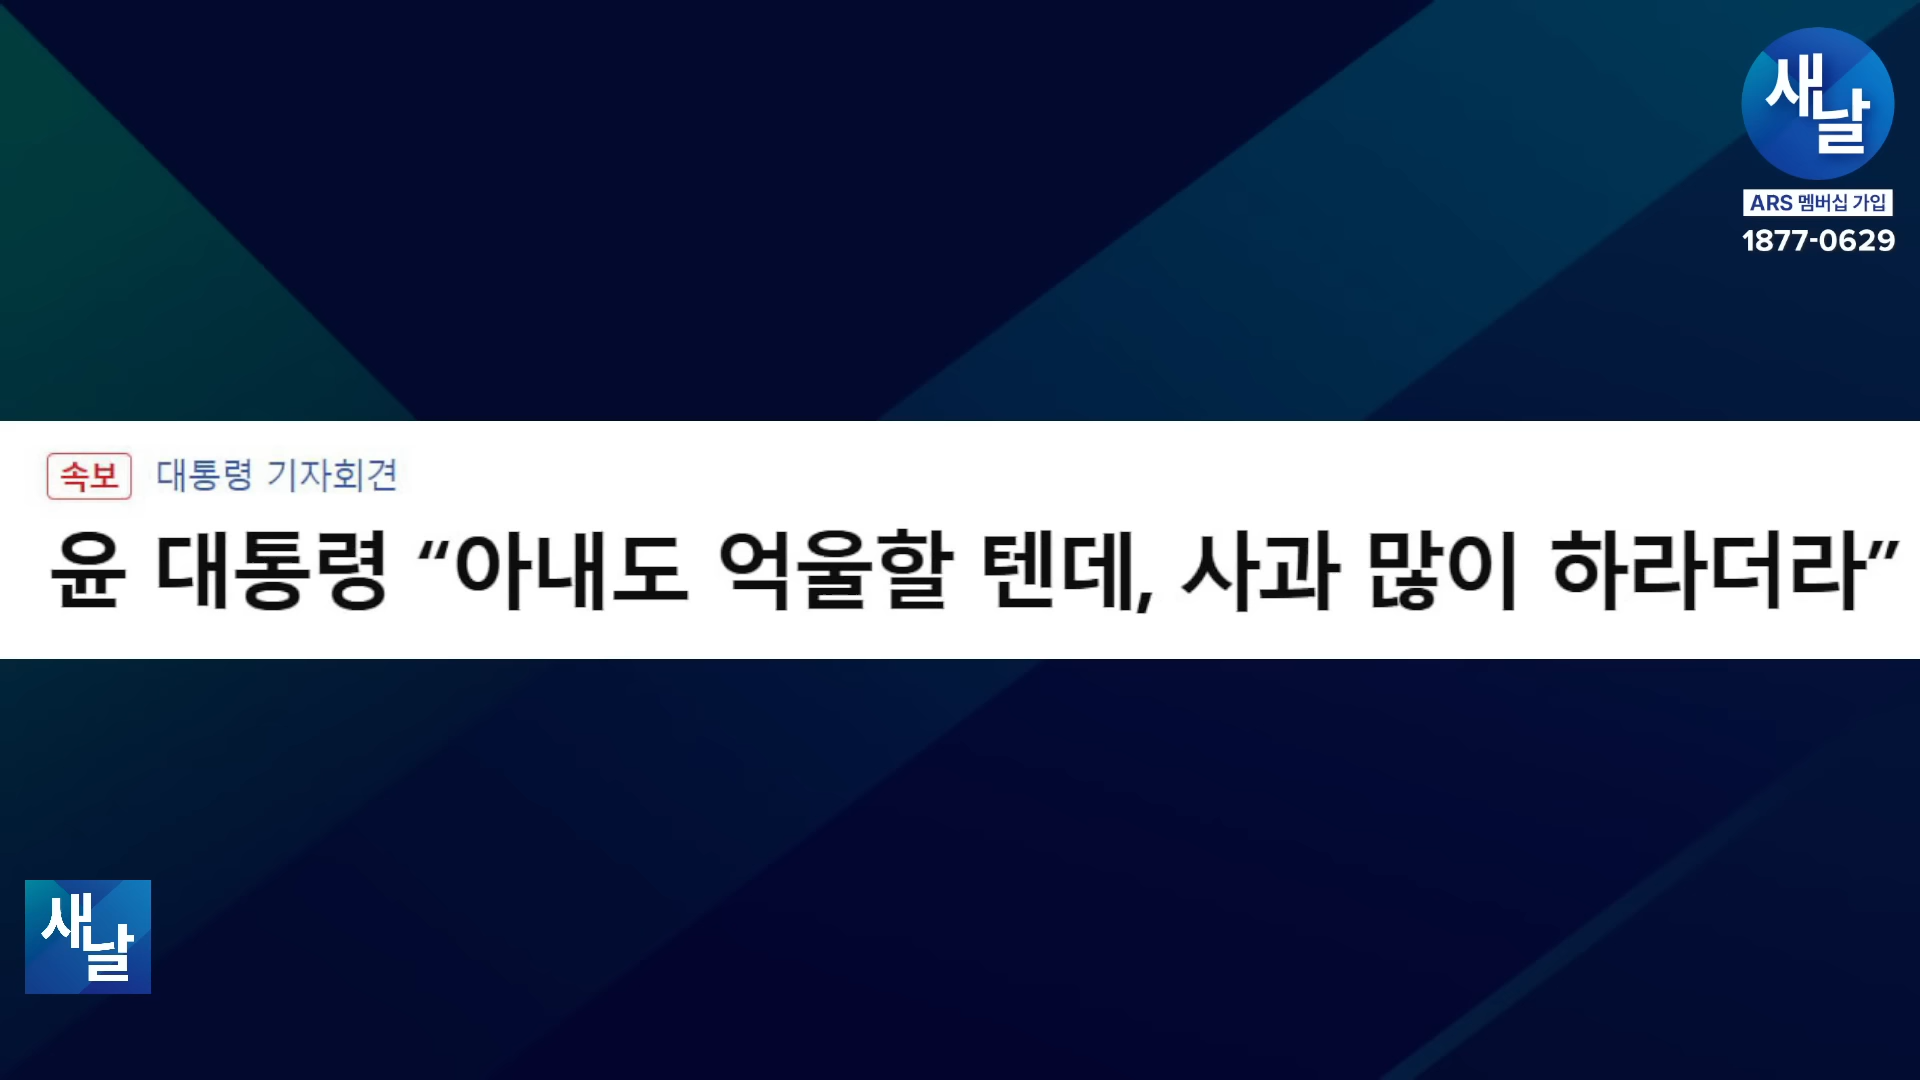 새날
ARS 멤버십 가입
1877-0629
속보 대통령 기자회견
윤 대통령 “아내도 억울할 텐데, 사과 많이 하라더라”
새날